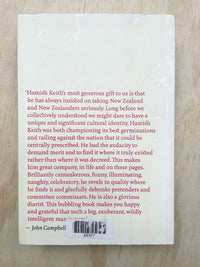 'Hamish Keith's most generous gift to us is that
he has always insisted on taking New Zealand
and New Zealanders seriously. Long before we
collectively understood we might dare to have a
unique and significant cultural identity, Hamish
Keith was both championing its best germinations
and railing against the notion that it could be
centrally prescribed. He had the audacity to
demand merit and to find it where it truly existed
rather than where it was decreed. This makes
him great company, in life and on these pages.
Brilliantly cantankerous, funny, illuminating,
naughty, celebratory, he revels in quality where
he finds it and gleefully debunks pretenders and
committee commissars. He is also a glorious
diarist. This bubbling book makes you happy and
grateful that such a big, exuberant, wildly
intelligent
— John Campbell